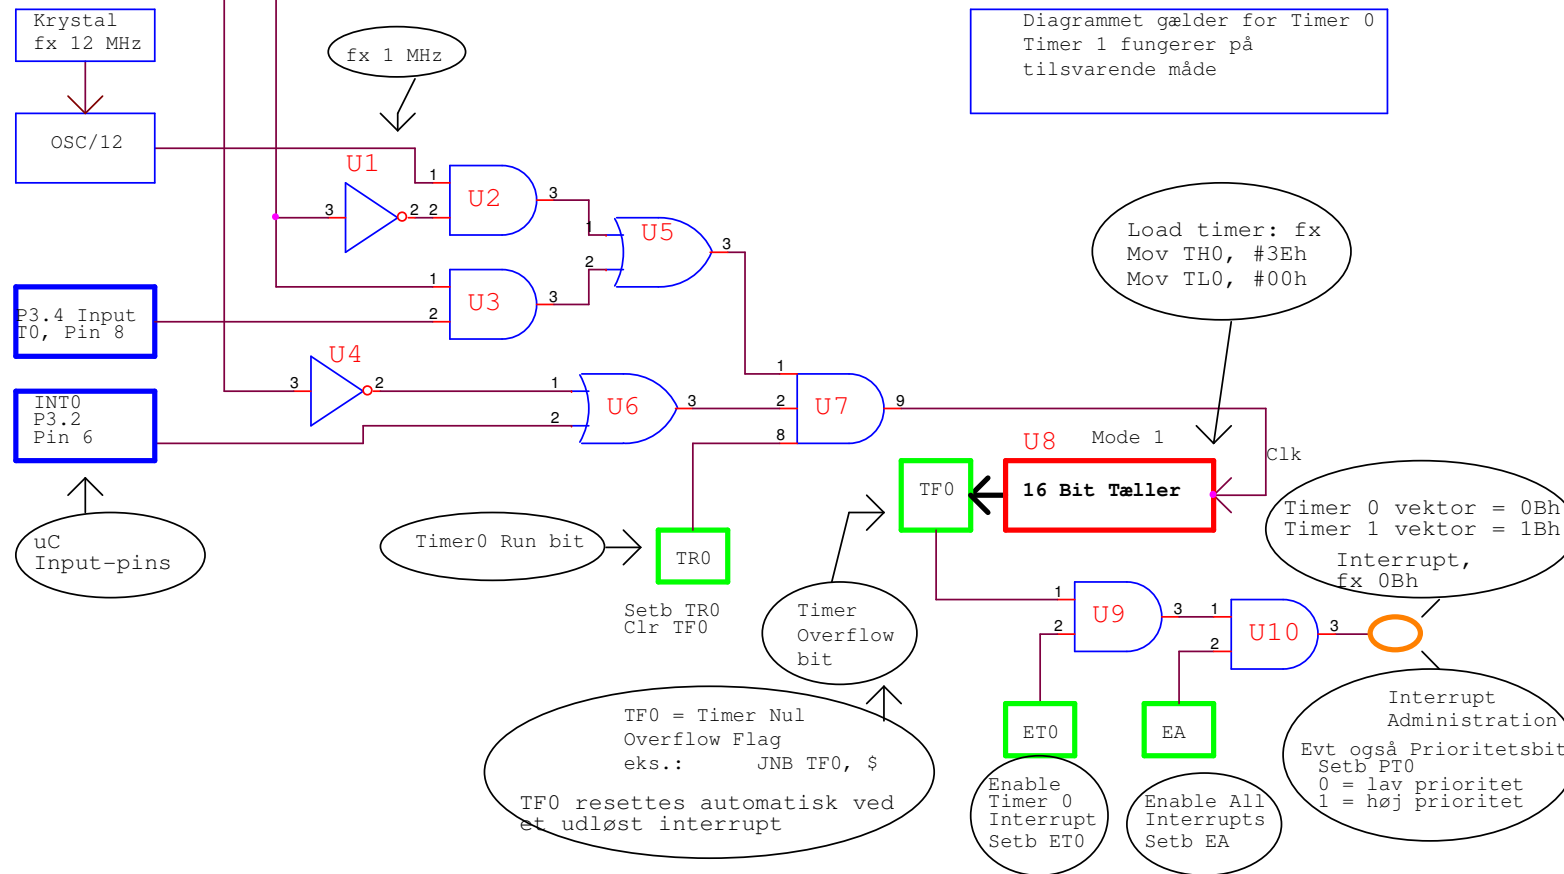 Krystal
fx 12 MHz
fx 1 MHz
Diagrammet gælder for Timer 0
Timer 1 fungerer på
tilsvarende måde
OSC/12
U1
3
2
U2
1
2
3
U5
1
2
3
U3
1
2
3
P3.4 Input
T0, Pin 8
Load timer: fx
Mov TH0, #3Eh
Mov TL0, #00h
U4
3
2
INT0
P3.2
Pin 6
U6
1
2
3
U7
1
2
8
9
U8
Mode 1
Clk
16 Bit Tæller
TF0
uC
Input-pins
Timer0 Run bit
TR0
Setb TR0
Clr TF0
Timer
Overflow
bit
Timer 0 vektor = 0Bh
Timer 1 vektor = 1Bh
Interrupt,
fx 0Bh
U9
1
2
3
U10
1
2
3
TF0 = Timer Nul
Overflow Flag
eks.: JNB TF0, $
TF0 resettes automatisk ved
et udløst interrupt
ET0
EA
Enable
Timer 0
Interrupt
Setb ET0
Enable All
Interrupts
Setb EA
Interrupt
Administration
Evt også Prioritetsbit
Setb PT0
0 = lav prioritet
1 = høj prioritet